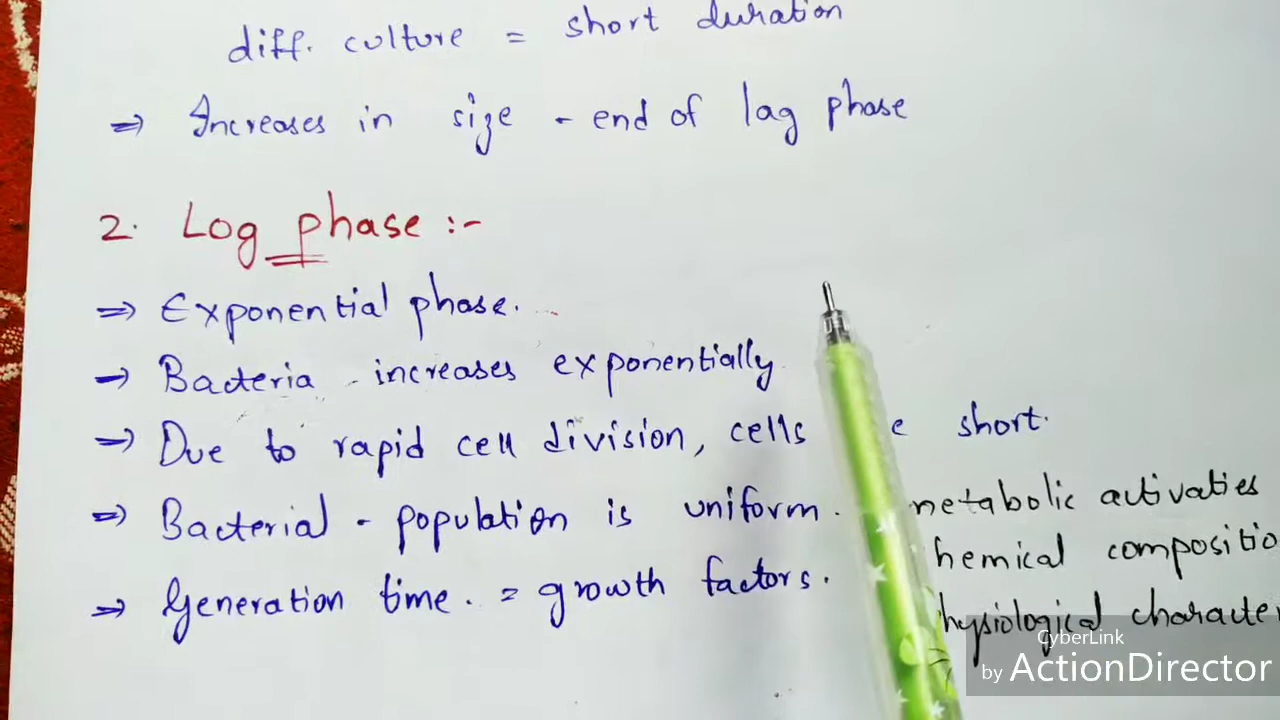 diff. culture = short duration
⇒ Increases in size - end of lag phase
2. Log phase :-
⇒ Exponential phase.
⇒ Bacteria - increases exponentially
⇒ Due to rapid cell division, cells e short.
⇒ Bacterial - population is uniform. metabolic activaties
hemical compositio
⇒ Generation time. = growth factors.
hysiological character
CyberLink
by ActionDirector